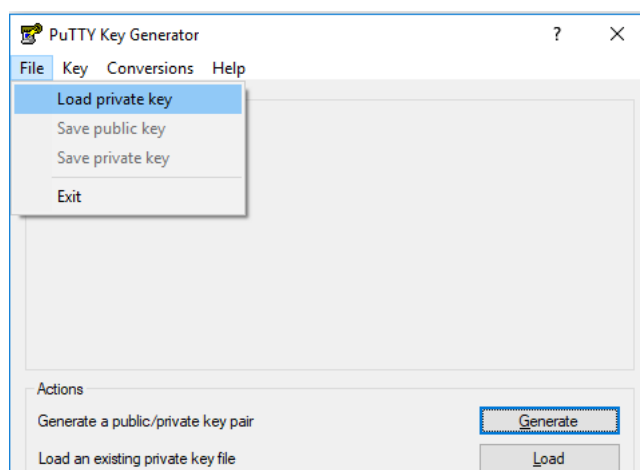 PuTTY Key Generator ?
File Key Conversions Help
Load private key
Save public key
Save private key
Exit
Actions
Generate a public/private key pair Generate
Load an existing private key file Load